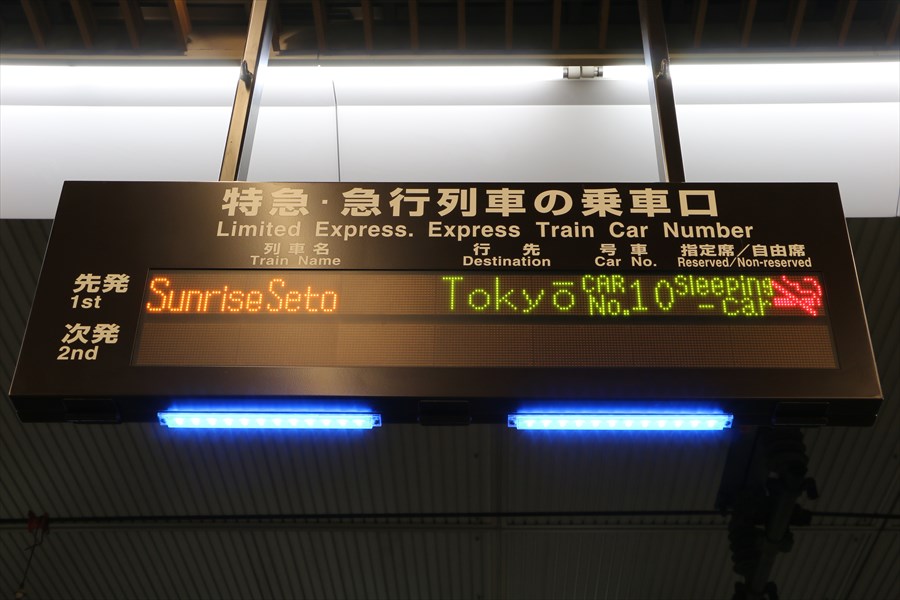 特急・急行列車の乗車口
Limited Express. Express Train Car Number
列車名 行先 号車 指定席/自由席
Train Name Destination Car No. Reserved/Non-reserved
先発
1st
SunriseSeto Tokyō CAR No.10 Sleeping-car
次発
2nd